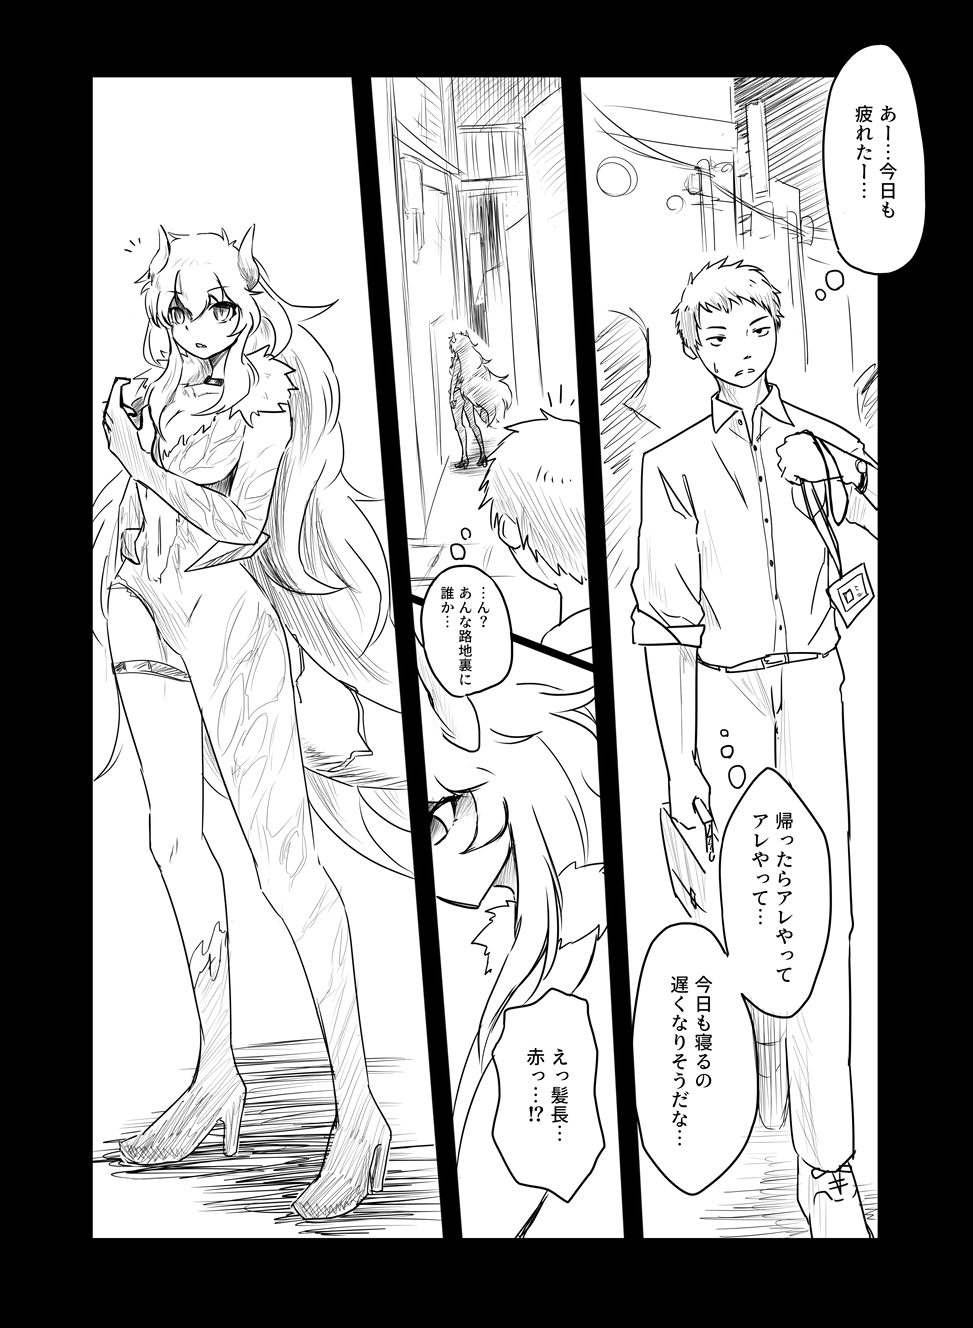 あー…今日も
疲れたー…
帰ったらアレやって
アレやって…
今日も寝るの
遅くなりそうだな…
…ん?
あんな路地裏に
誰か…
えっ髪長…
赤っ…!?